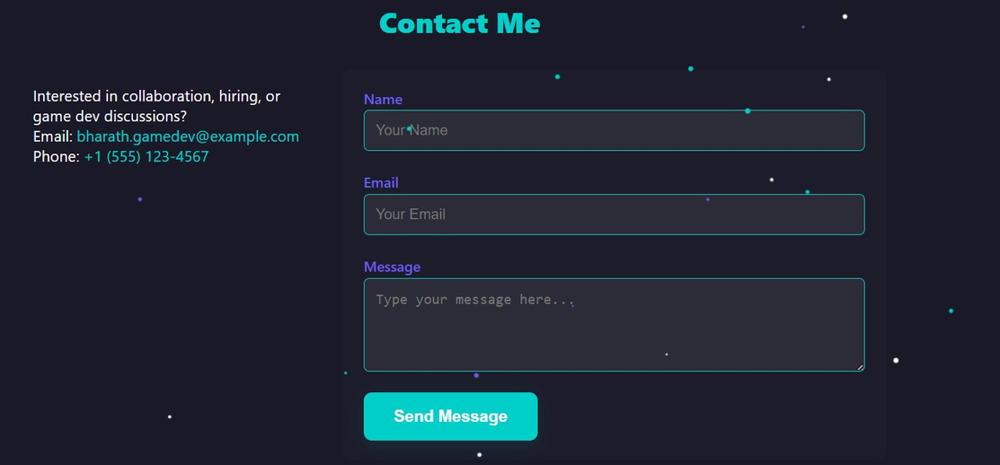 Contact Me
Interested in collaboration, hiring, or
game dev discussions?
Email: bharath.gamedev@example.com
Phone: +1 (555) 123-4567
Name
Your Name
Email
Your Email
Message
Type your message here...
Send Message